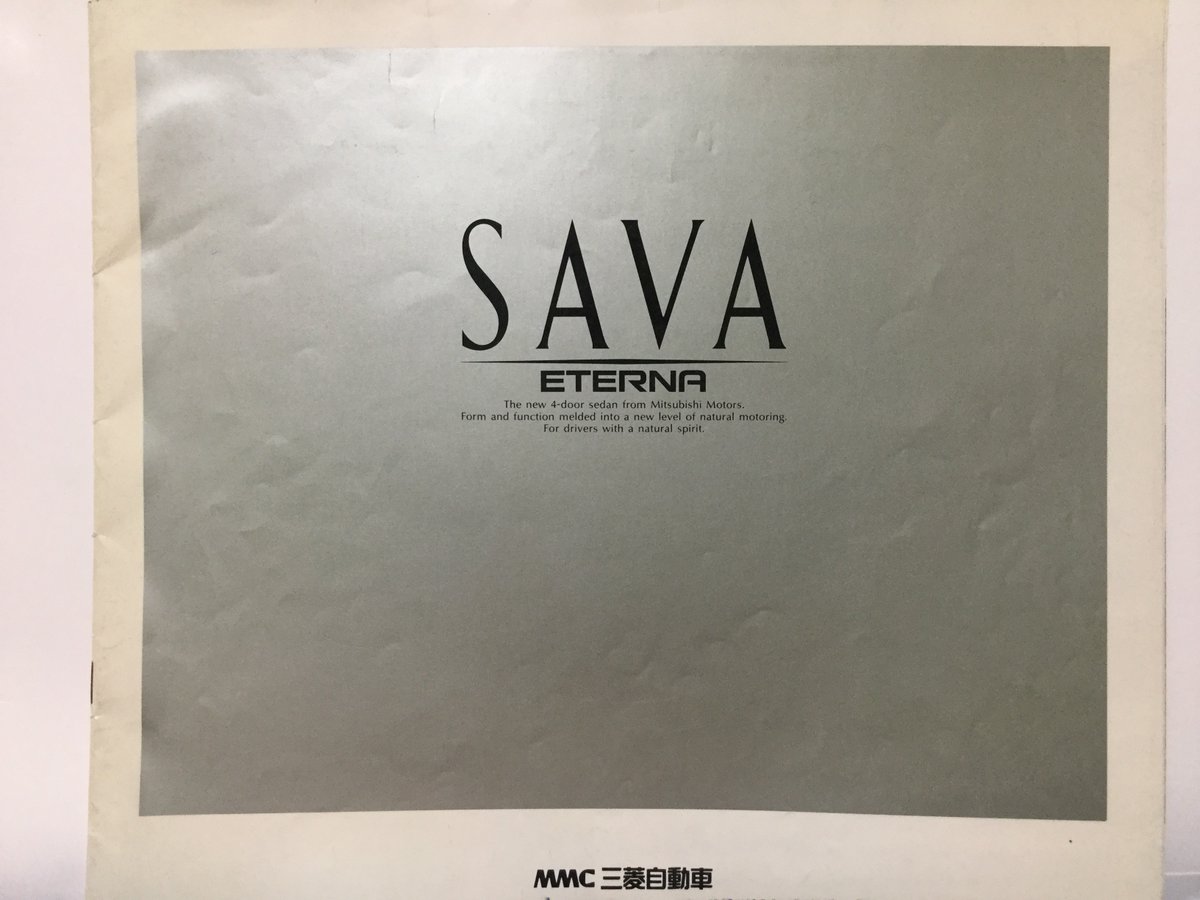 SAVA
ETERNA
The new 4-door sedan from Mitsubishi Motors.
Form and function melded into a new level of natural motoring.
For drivers with a natural spirit.
MMC 三菱自動車